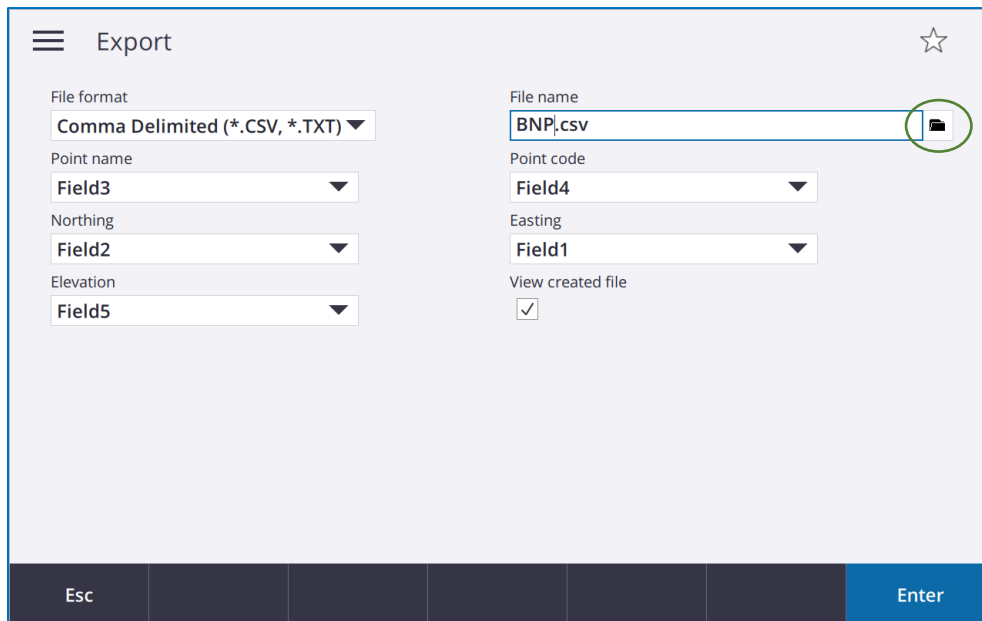 Export
File format
File name
Comma Delimited (*.CSV, *.TXT)
BNP.csv
Point name
Point code
Field3
Field4
Northing
Easting
Field2
Field1
Elevation
View created file
Field5
Esc
Enter